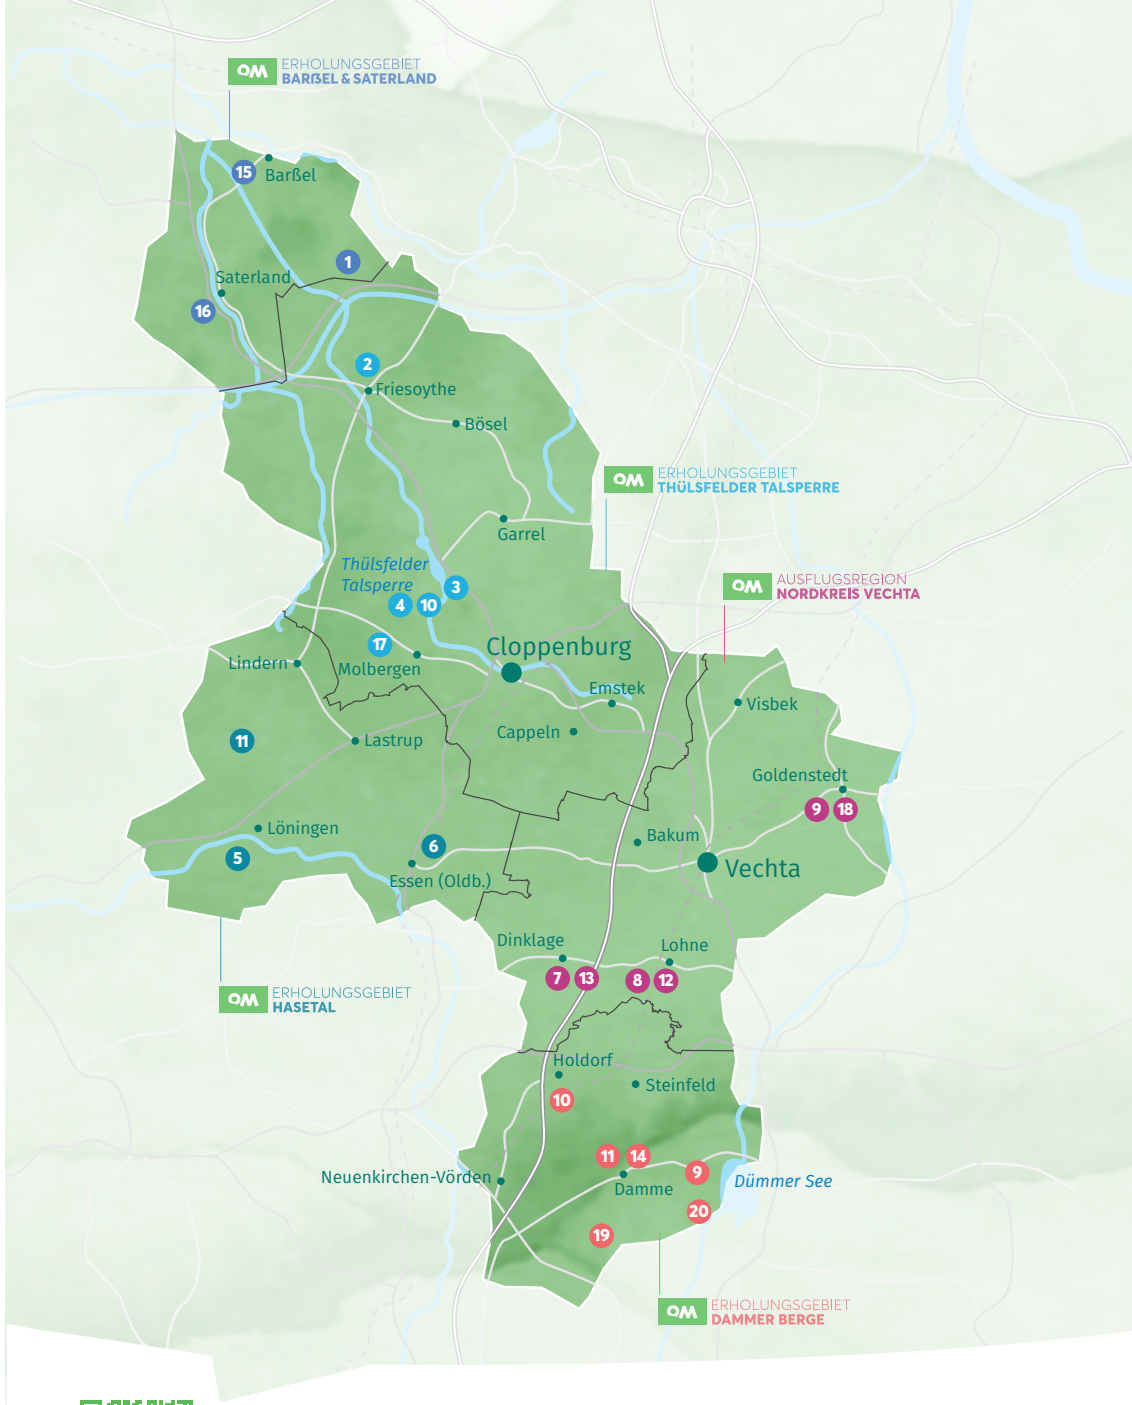 OM ERHOLUNGSGEBIET
BARẞEL & SATERLAND
15
Barßel
1
Saterland
16
2
Friesoythe
Bösel
OM ERHOLUNGSGEBIET
THÜLSFELDER TALSPERRE
Garrel
Thülsfelder
Talsperre
3
4
10
OM AUSFLUGSREGION
NORDKREIS VECHTA
17
Cloppenburg
Lindern
Molbergen
Emstek
Visbek
11
Lastrup
Cappeln
Goldenstedt
9
18
Löningen
Bakum
6
5
Essen (Oldb.)
Vechta
Dinklage
Lohne
7
13
8
12
OM ERHOLUNGSGEBIET
HASETAL
Holdorf
Steinfeld
10
11
14
9
Neuenkirchen-Vörden
Damme
Dümmer See
20
19
OM ERHOLUNGSGEBIET
DAMMER BERGE